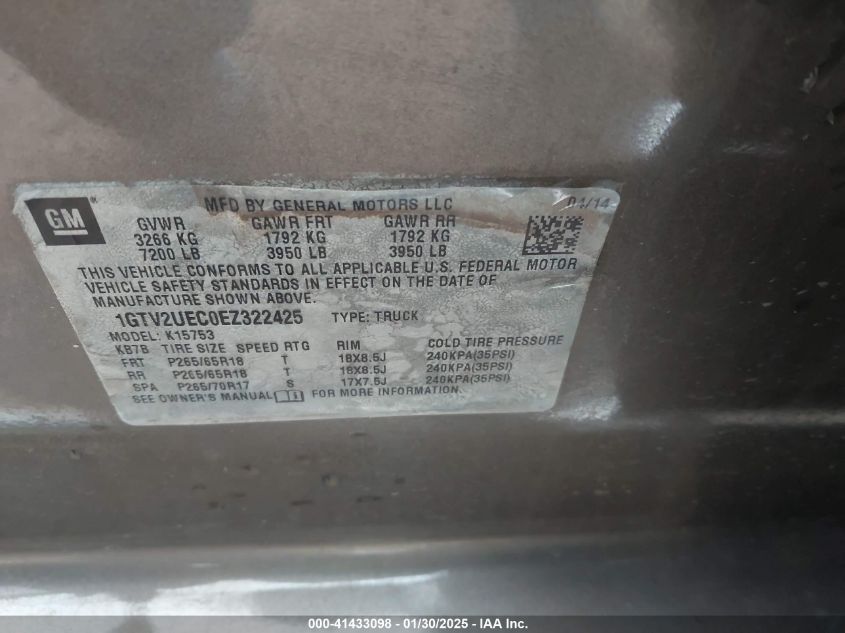 GM ®
MFD BY GENERAL MOTORS LLC 04/14
GVWR GAWR FRT GAWR RR
3266 KG 1792 KG 1792 KG
7200 LB 3950 LB 3950 LB
THIS VEHICLE CONFORMS TO ALL APPLICABLE U.S. FEDERAL MOTOR
VEHICLE SAFETY STANDARDS IN EFFECT ON THE DATE OF
MANUFACTURE SHOWN ABOVE.
1GTV2UEC0EZ322425 TYPE: TRUCK
MODEL: K15753
KB7B TIRE SIZE SPEED RTG RIM COLD TIRE PRESSURE
FRT P265/65R18 T 18X8.5J 240KPA(35PSI)
RR P265/65R18 T 18X8.5J 240KPA(35PSI)
SPA P265/70R17 S 17X7.5J 240KPA(35PSI)
SEE OWNER'S MANUAL FOR MORE INFORMATION.
000-41433098 - 01/30/2025 - IAA Inc.